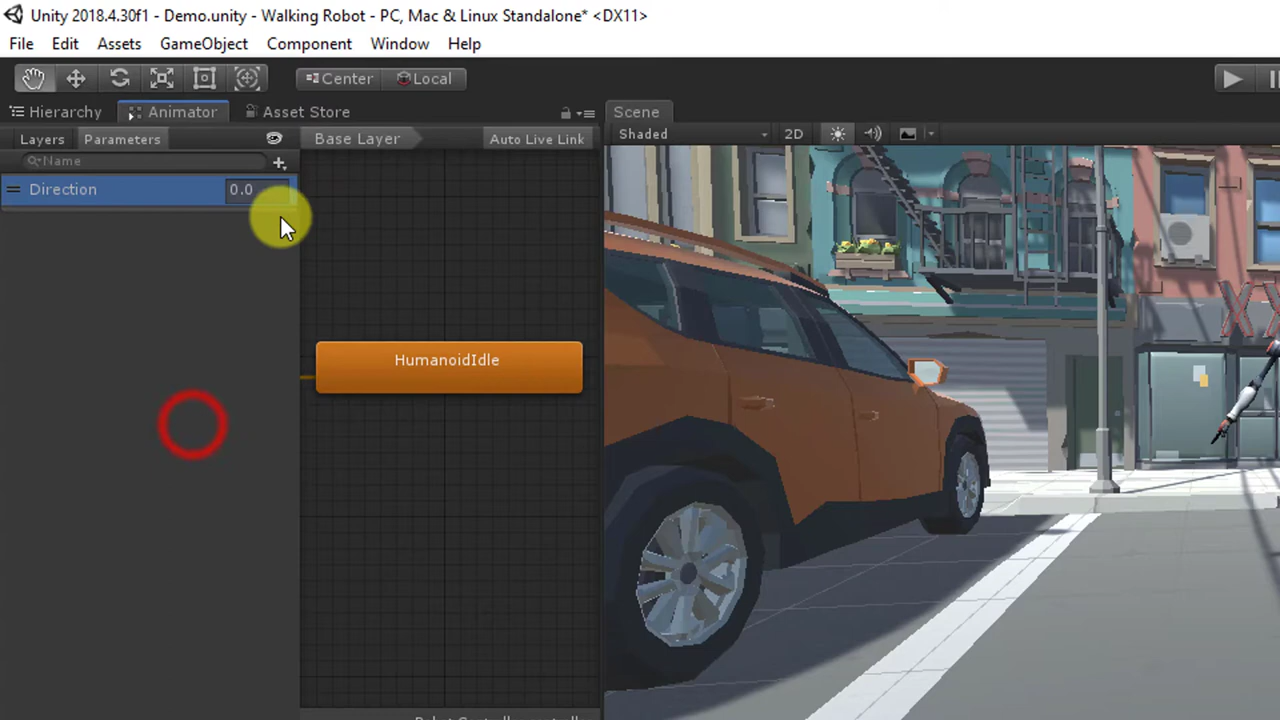 Unity 2018.4.30f1 - Demo.unity - Walking Robot - PC, Mac & Linux Standalone* <DX11>
File Edit Assets GameObject Component Window Help
Center Local
Hierarchy Animator Asset Store Scene
Layers Parameters Base Layer Auto Live Link Shaded 2D
Name
Direction 0.0
HumanoidIdle